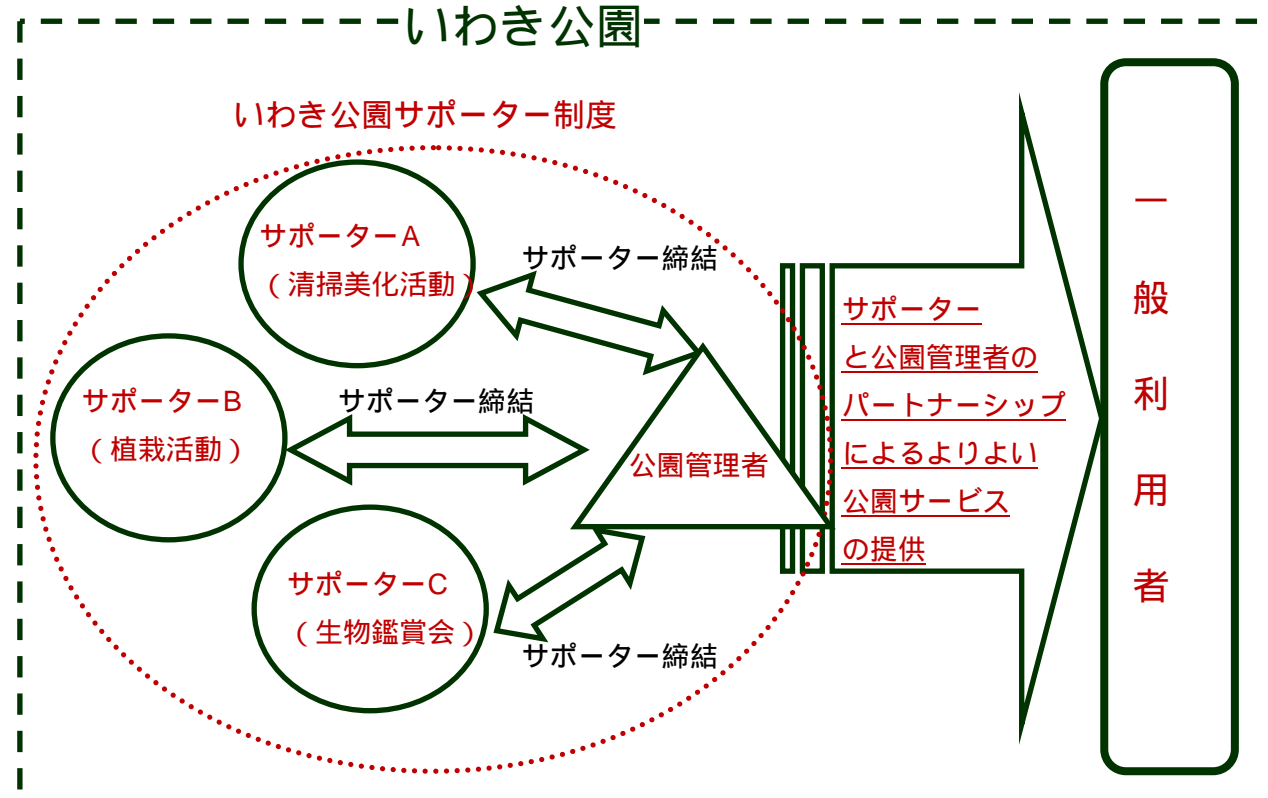 いわき公園
いわき公園サポーター制度
サポーターA
（清掃美化活動）
サポーター締結
サポーターB
（植栽活動）
サポーター締結
公園管理者
サポーターC
（生物鑑賞会）
サポーター締結
サポーター
と公園管理者の
パートナーシップ
によるよりよい
公園サービス
の提供
一般利用者